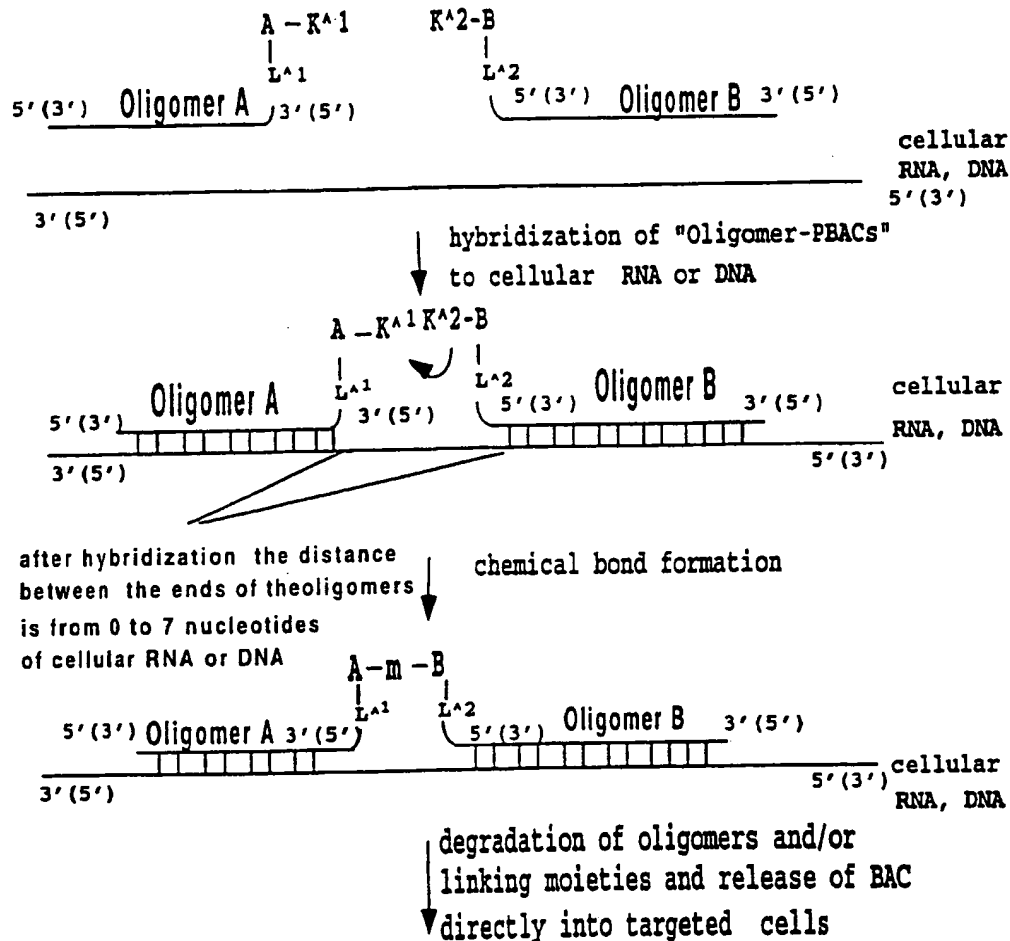 A – K^1 K^2-B
L^1 L^2
5'(3') Oligomer A 3'(5') 5'(3') Oligomer B 3'(5')
cellular
RNA, DNA
3'(5') 5'(3')
hybridization of "Oligomer-PBACs"
to cellular RNA or DNA
A – K^1 K^2-B
L^1 L^2
5'(3') Oligomer A 3'(5') 5'(3') Oligomer B 3'(5')
cellular
RNA, DNA
3'(5') 5'(3')
after hybridization the distance
between the ends of theoligomers
is from 0 to 7 nucleotides
of cellular RNA or DNA
chemical bond formation
A – m – B
L^1 L^2
5'(3') Oligomer A 3'(5') 5'(3') Oligomer B 3'(5')
3'(5') 5'(3') cellular
RNA, DNA
degradation of oligomers and/or
linking moieties and release of BAC
directly into targeted cells